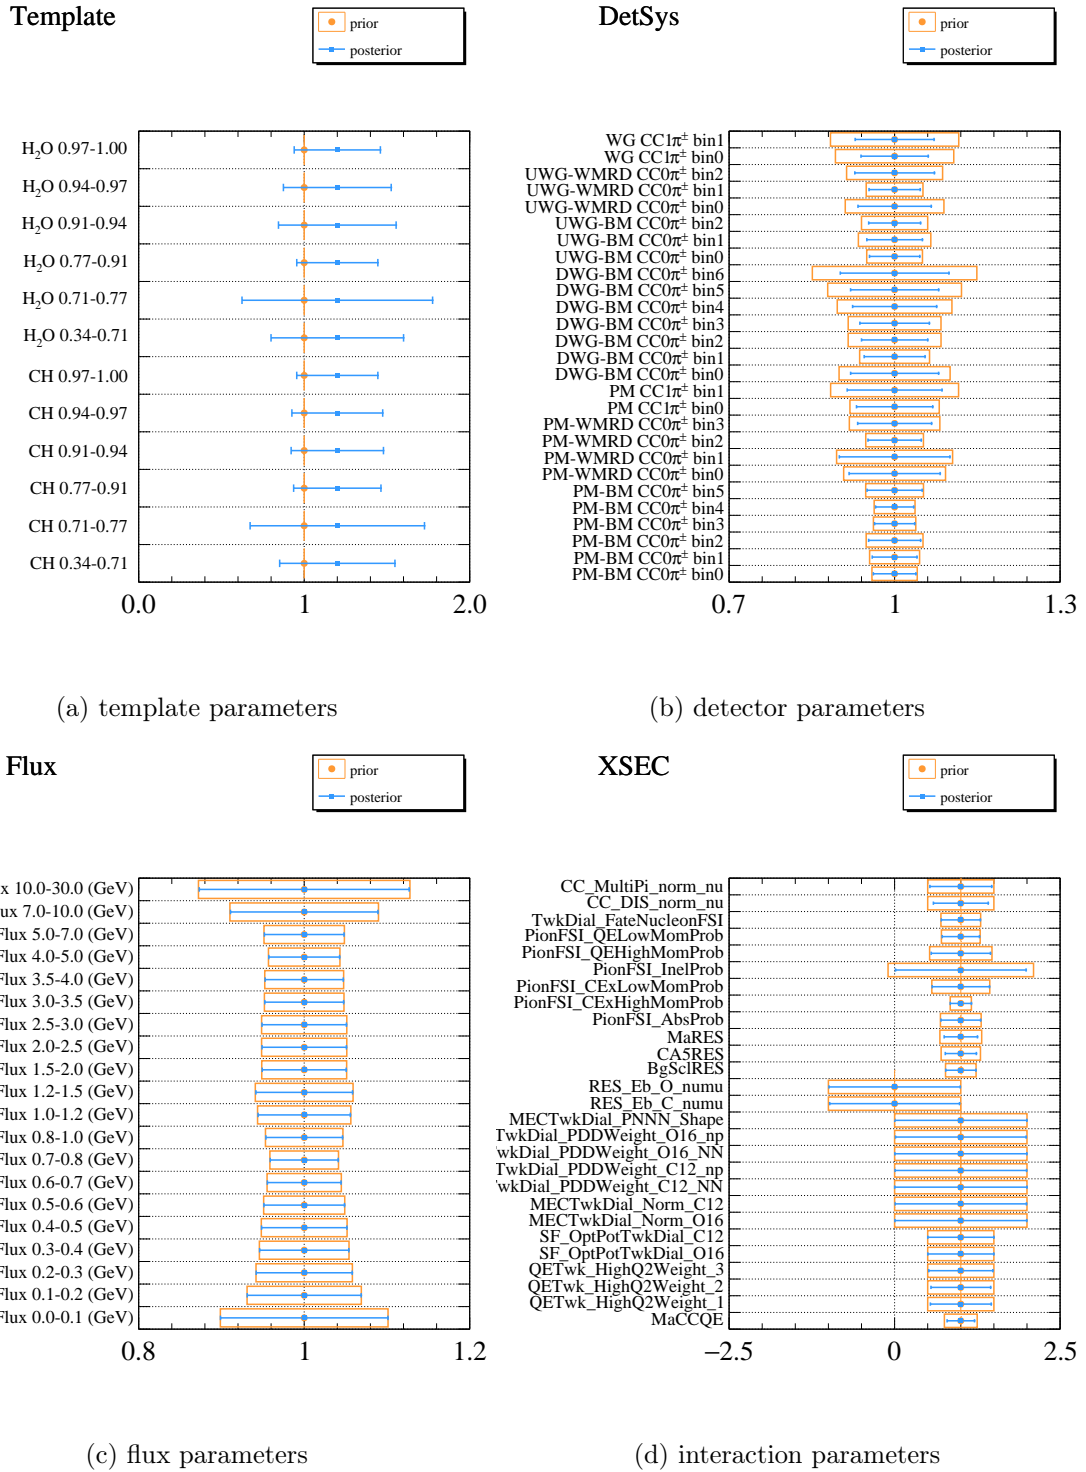 Template
prior
posterior
H2O 0.97-1.00
H2O 0.94-0.97
H2O 0.91-0.94
H2O 0.77-0.91
H2O 0.71-0.77
H2O 0.34-0.71
CH 0.97-1.00
CH 0.94-0.97
CH 0.91-0.94
CH 0.77-0.91
CH 0.71-0.77
CH 0.34-0.71
0.0 1 2.0
(a) template parameters
DetSys
prior
posterior
WG CC1π± bin1
WG CC1π± bin0
UWG-WMRD CC0π± bin2
UWG-WMRD CC0π± bin1
UWG-WMRD CC0π± bin0
UWG-BM CC0π± bin2
UWG-BM CC0π± bin1
UWG-BM CC0π± bin0
DWG-BM CC0π± bin6
DWG-BM CC0π± bin5
DWG-BM CC0π± bin4
DWG-BM CC0π± bin3
DWG-BM CC0π± bin2
DWG-BM CC0π± bin1
DWG-BM CC0π± bin0
PM CC1π± bin1
PM CC1π± bin0
PM-WMRD CC0π± bin3
PM-WMRD CC0π± bin2
PM-WMRD CC0π± bin1
PM-WMRD CC0π± bin0
PM-BM CC0π± bin5
PM-BM CC0π± bin4
PM-BM CC0π± bin3
PM-BM CC0π± bin2
PM-BM CC0π± bin1
PM-BM CC0π± bin0
0.7 1 1.3
(b) detector parameters
Flux
prior
posterior
x 10.0-30.0 (GeV)
ux 7.0-10.0 (GeV)
Flux 5.0-7.0 (GeV)
Flux 4.0-5.0 (GeV)
Flux 3.5-4.0 (GeV)
Flux 3.0-3.5 (GeV)
Flux 2.5-3.0 (GeV)
Flux 2.0-2.5 (GeV)
Flux 1.5-2.0 (GeV)
Flux 1.2-1.5 (GeV)
Flux 1.0-1.2 (GeV)
Flux 0.8-1.0 (GeV)
Flux 0.7-0.8 (GeV)
Flux 0.6-0.7 (GeV)
Flux 0.5-0.6 (GeV)
Flux 0.4-0.5 (GeV)
Flux 0.3-0.4 (GeV)
Flux 0.2-0.3 (GeV)
Flux 0.1-0.2 (GeV)
Flux 0.0-0.1 (GeV)
0.8 1 1.2
(c) flux parameters
XSEC
prior
posterior
CC_MultiPi_norm_nu
CC_DIS_norm_nu
TwkDial_FateNucleonFSI
PionFSI_QELowMomProb
PionFSI_QEHighMomProb
PionFSI_InelProb
PionFSI_CExLowMomProb
PionFSI_CExHighMomProb
PionFSI_AbsProb
MaRES
CA5RES
BgSclRES
RES_Eb_O_numu
RES_Eb_C_numu
MECTwkDial_PNNN_Shape
TwkDial_PDDWeight_O16_np
wkDial_PDDWeight_O16_NN
TwkDial_PDDWeight_C12_np
wkDial_PDDWeight_C12_NN
MECTwkDial_Norm_C12
MECTwkDial_Norm_O16
SF_OptPotTwkDial_C12
SF_OptPotTwkDial_O16
QETwk_HighQ2Weight_3
QETwk_HighQ2Weight_2
QETwk_HighQ2Weight_1
MaCCQE
−2.5 0 2.5
(d) interaction parameters